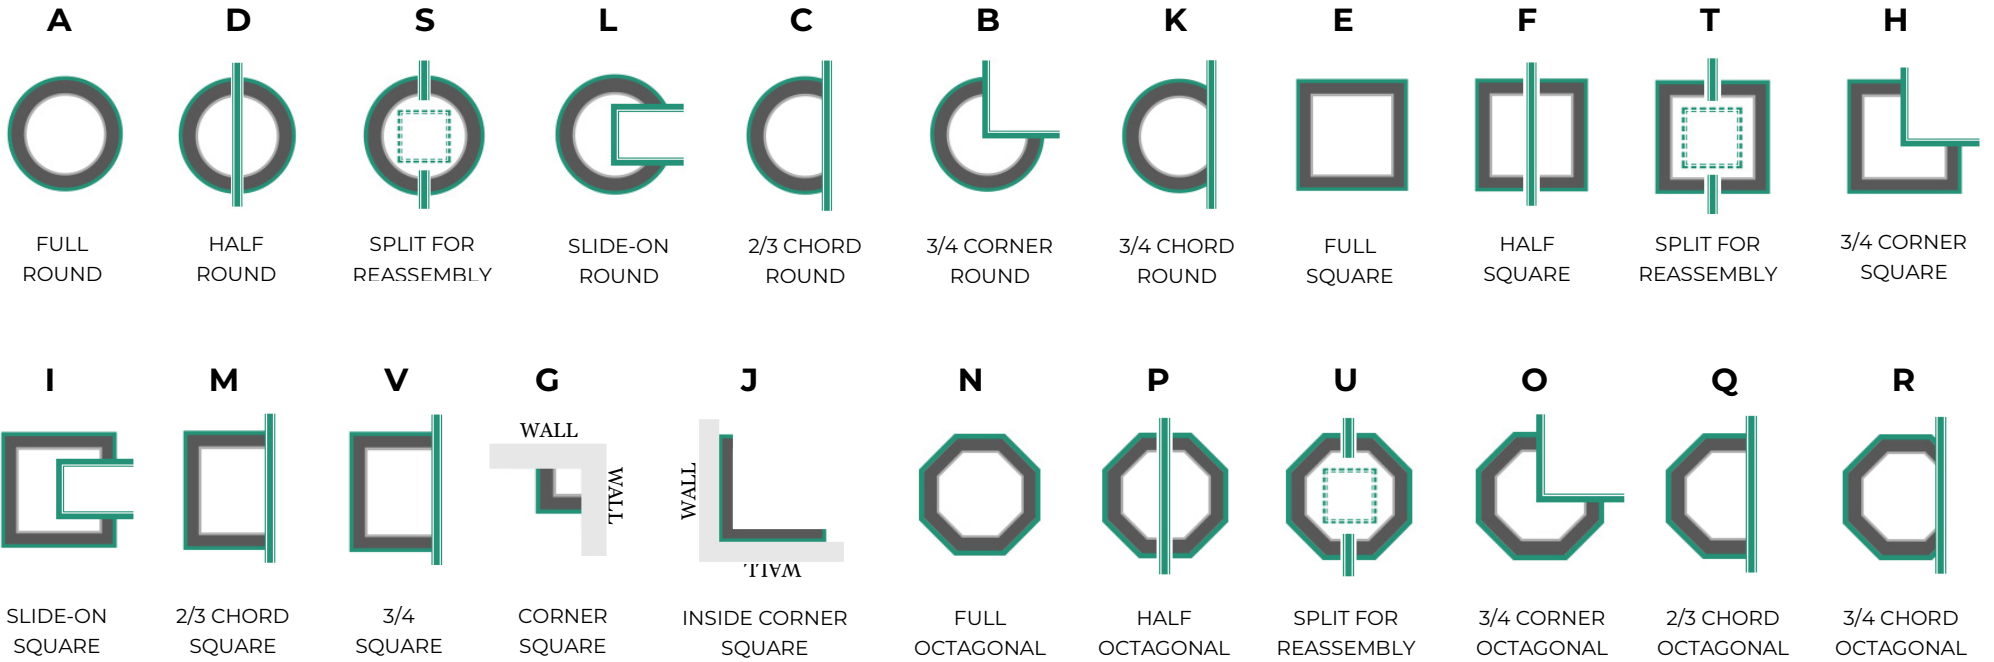 A D S L C B K E F T H
FULL
ROUND
HALF
ROUND
SPLIT FOR
REASSEMBLY
SLIDE-ON
ROUND
2/3 CHORD
ROUND
3/4 CORNER
ROUND
3/4 CHORD
ROUND
FULL
SQUARE
HALF
SQUARE
SPLIT FOR
REASSEMBLY
3/4 CORNER
SQUARE
I M V G J N P U O Q R
WALL
WALL
WALL
WALL
SLIDE-ON
SQUARE
2/3 CHORD
SQUARE
3/4
SQUARE
CORNER
SQUARE
INSIDE CORNER
SQUARE
FULL
OCTAGONAL
HALF
OCTAGONAL
SPLIT FOR
REASSEMBLY
3/4 CORNER
OCTAGONAL
2/3 CHORD
OCTAGONAL
3/4 CHORD
OCTAGONAL